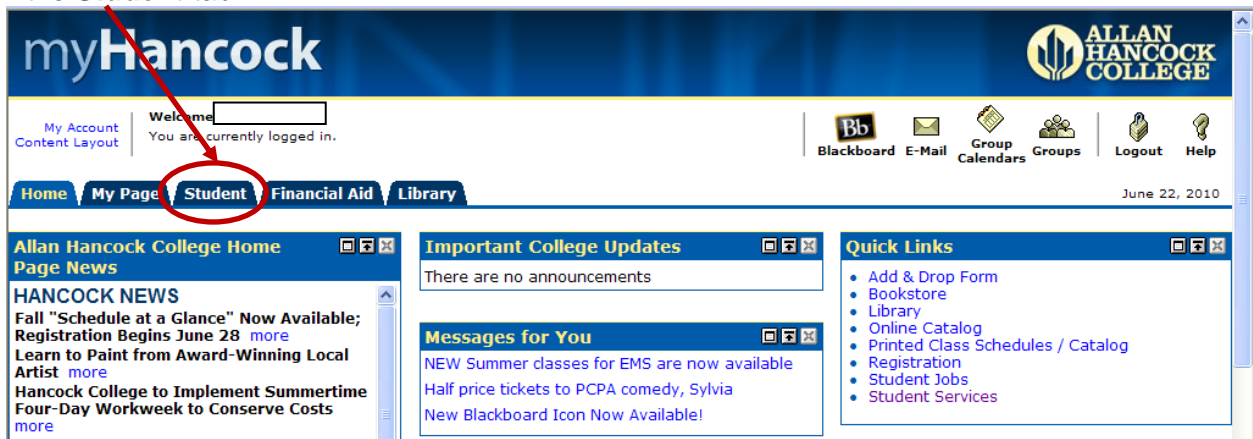 myHancock
ALLAN
HANCOCK
COLLEGE
My Account
Content Layout
Welcome
You are currently logged in.
Bb
Blackboard
E-Mail
Group
Calendars
Groups
Logout
Help
Home
My Page
Student
Financial Aid
Library
June 22, 2010
Allan Hancock College Home
Page News
HANCOCK NEWS
Fall "Schedule at a Glance" Now Available;
Registration Begins June 28 more
Learn to Paint from Award-Winning Local
Artist more
Hancock College to Implement Summertime
Four-Day Workweek to Conserve Costs
more
Important College Updates
There are no announcements
Messages for You
NEW Summer classes for EMS are now available
Half price tickets to PCPA comedy, Sylvia
New Blackboard Icon Now Available!
Quick Links
Add & Drop Form
Bookstore
Library
Online Catalog
Printed Class Schedules / Catalog
Registration
Student Jobs
Student Services